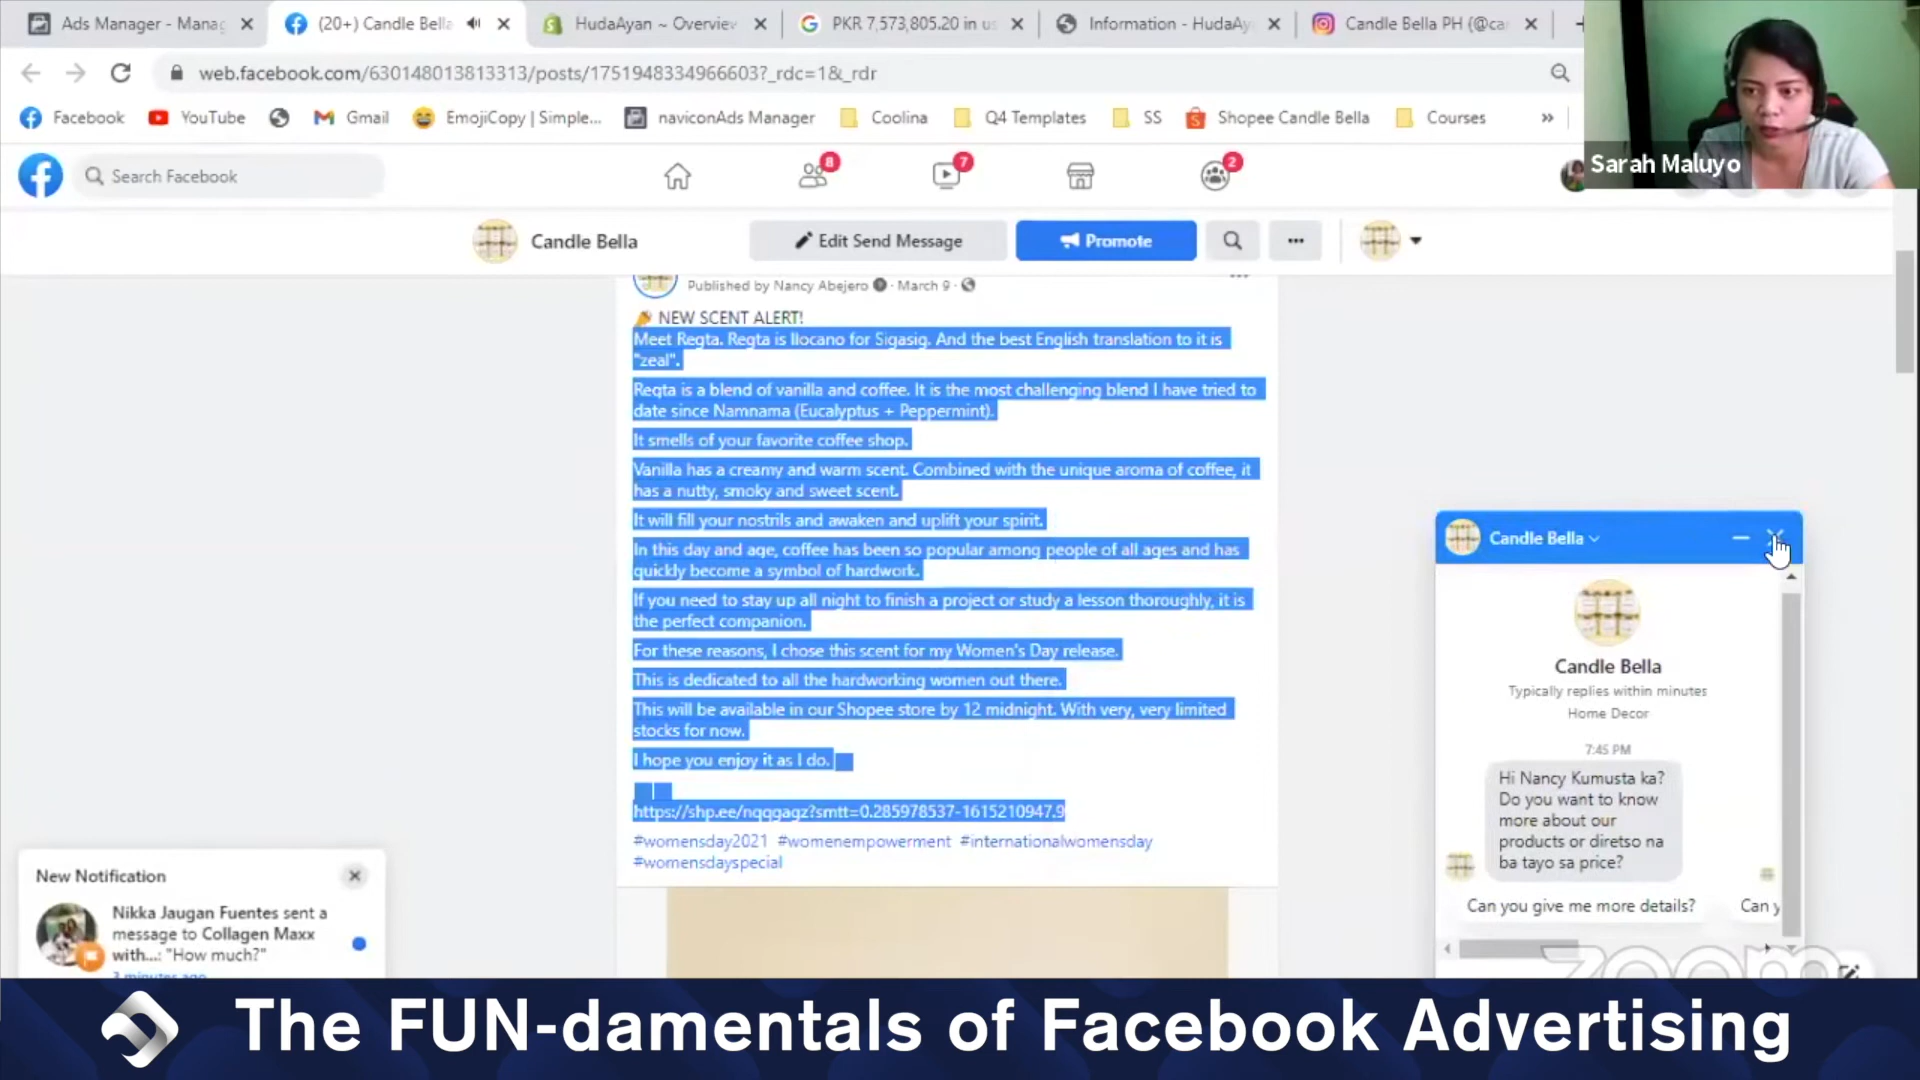 Ads Manager - Manag
(20+) Candle Bella
HudaAyan ~ Overview
PKR 7,573,805.20 in us
Information - HudaAy
Candle Bella PH (@ca
web.facebook.com/630148013813313/posts/1751948334966603?_rdc=1&_rdr
Facebook
YouTube
Gmail
EmojiCopy | Simple...
naviconAds Manager
Coolina
Q4 Templates
SS
Shopee Candle Bella
Courses
»
Sarah Maluyo
Search Facebook
8
7
2
Candle Bella
Edit Send Message
Promote
Published by Nancy Abejero · March 9 ·
NEW SCENT ALERT!
Meet Regta. Regta is Ilocano for Sigasig. And the best English translation to it is
"zeal".
Regta is a blend of vanilla and coffee. It is the most challenging blend I have tried to
date since Namnama (Eucalyptus + Peppermint).
It smells of your favorite coffee shop.
Vanilla has a creamy and warm scent. Combined with the unique aroma of coffee, it
has a nutty, smoky and sweet scent.
It will fill your nostrils and awaken and uplift your spirit.
In this day and age, coffee has been so popular among people of all ages and has
quickly become a symbol of hardwork.
If you need to stay up all night to finish a project or study a lesson thoroughly, it is
the perfect companion.
For these reasons, I chose this scent for my Women's Day release.
This is dedicated to all the hardworking women out there.
This will be available in our Shopee store by 12 midnight. With very, very limited
stocks for now.
I hope you enjoy it as I do.
https://shp.ee/nqqgagz?smtt=0.285978537-1615210947.9
#womensday2021 #womenempowerment #internationalwomensday
#womensdayspecial
Candle Bella
Candle Bella
Typically replies within minutes
Home Decor
7:45 PM
Hi Nancy Kumusta ka?
Do you want to know
more about our
products or diretso na
ba tayo sa price?
Can you give me more details?
Can y
New Notification
Nikka Jaugan Fuentes sent a
message to Collagen Maxx
with...: "How much?"
3 minutes ago
zoom
The FUN-damentals of Facebook Advertising